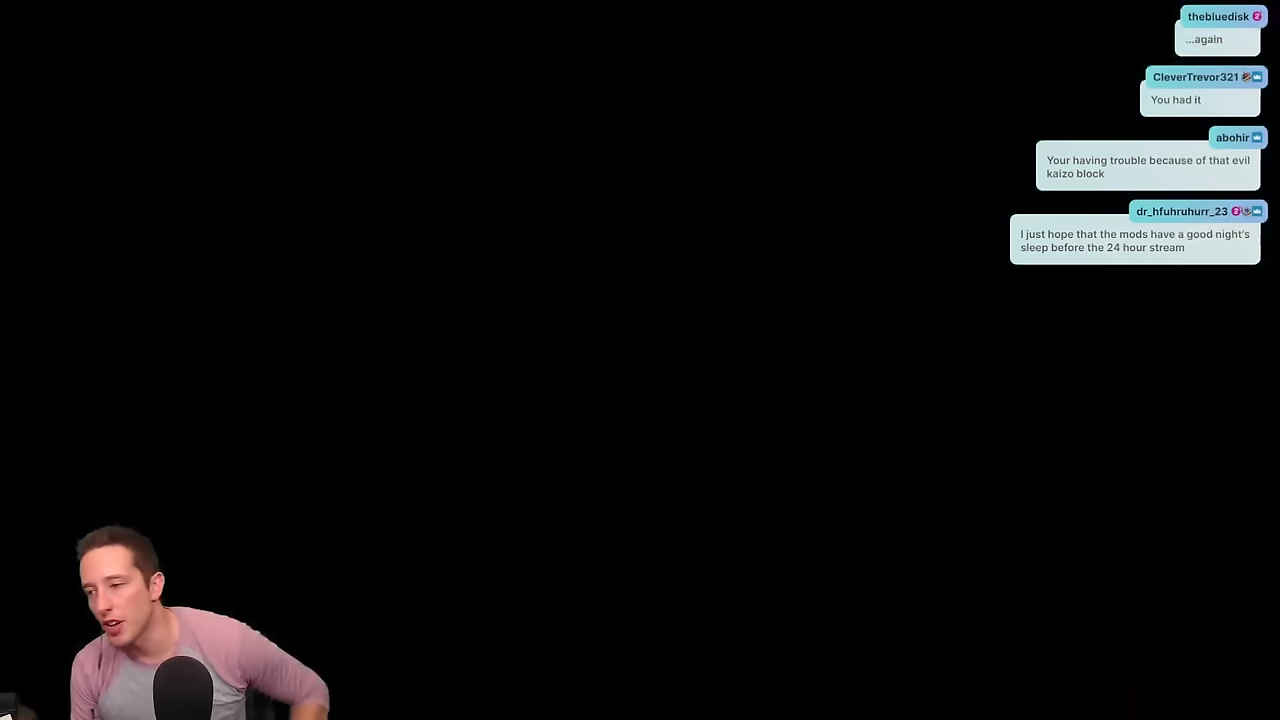 thebluedisk
...again
CleverTrevor321
You had it
abohir
Your having trouble because of that evil
kaizo block
dr_hfuhruhurr_23
I just hope that the mods have a good night's
sleep before the 24 hour stream